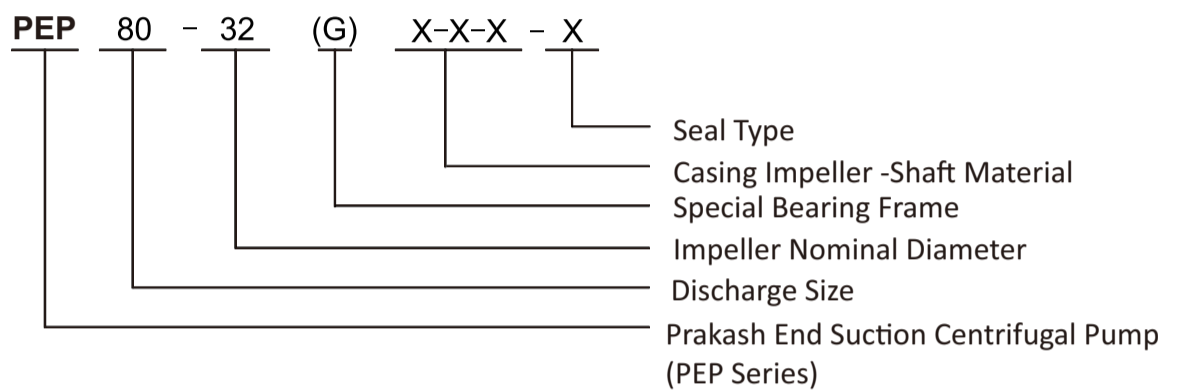 PEP 80 - 32 (G) X-X-X - X
Seal Type
Casing Impeller -Shaft Material
Special Bearing Frame
Impeller Nominal Diameter
Discharge Size
Prakash End Suction Centrifugal Pump
(PEP Series)